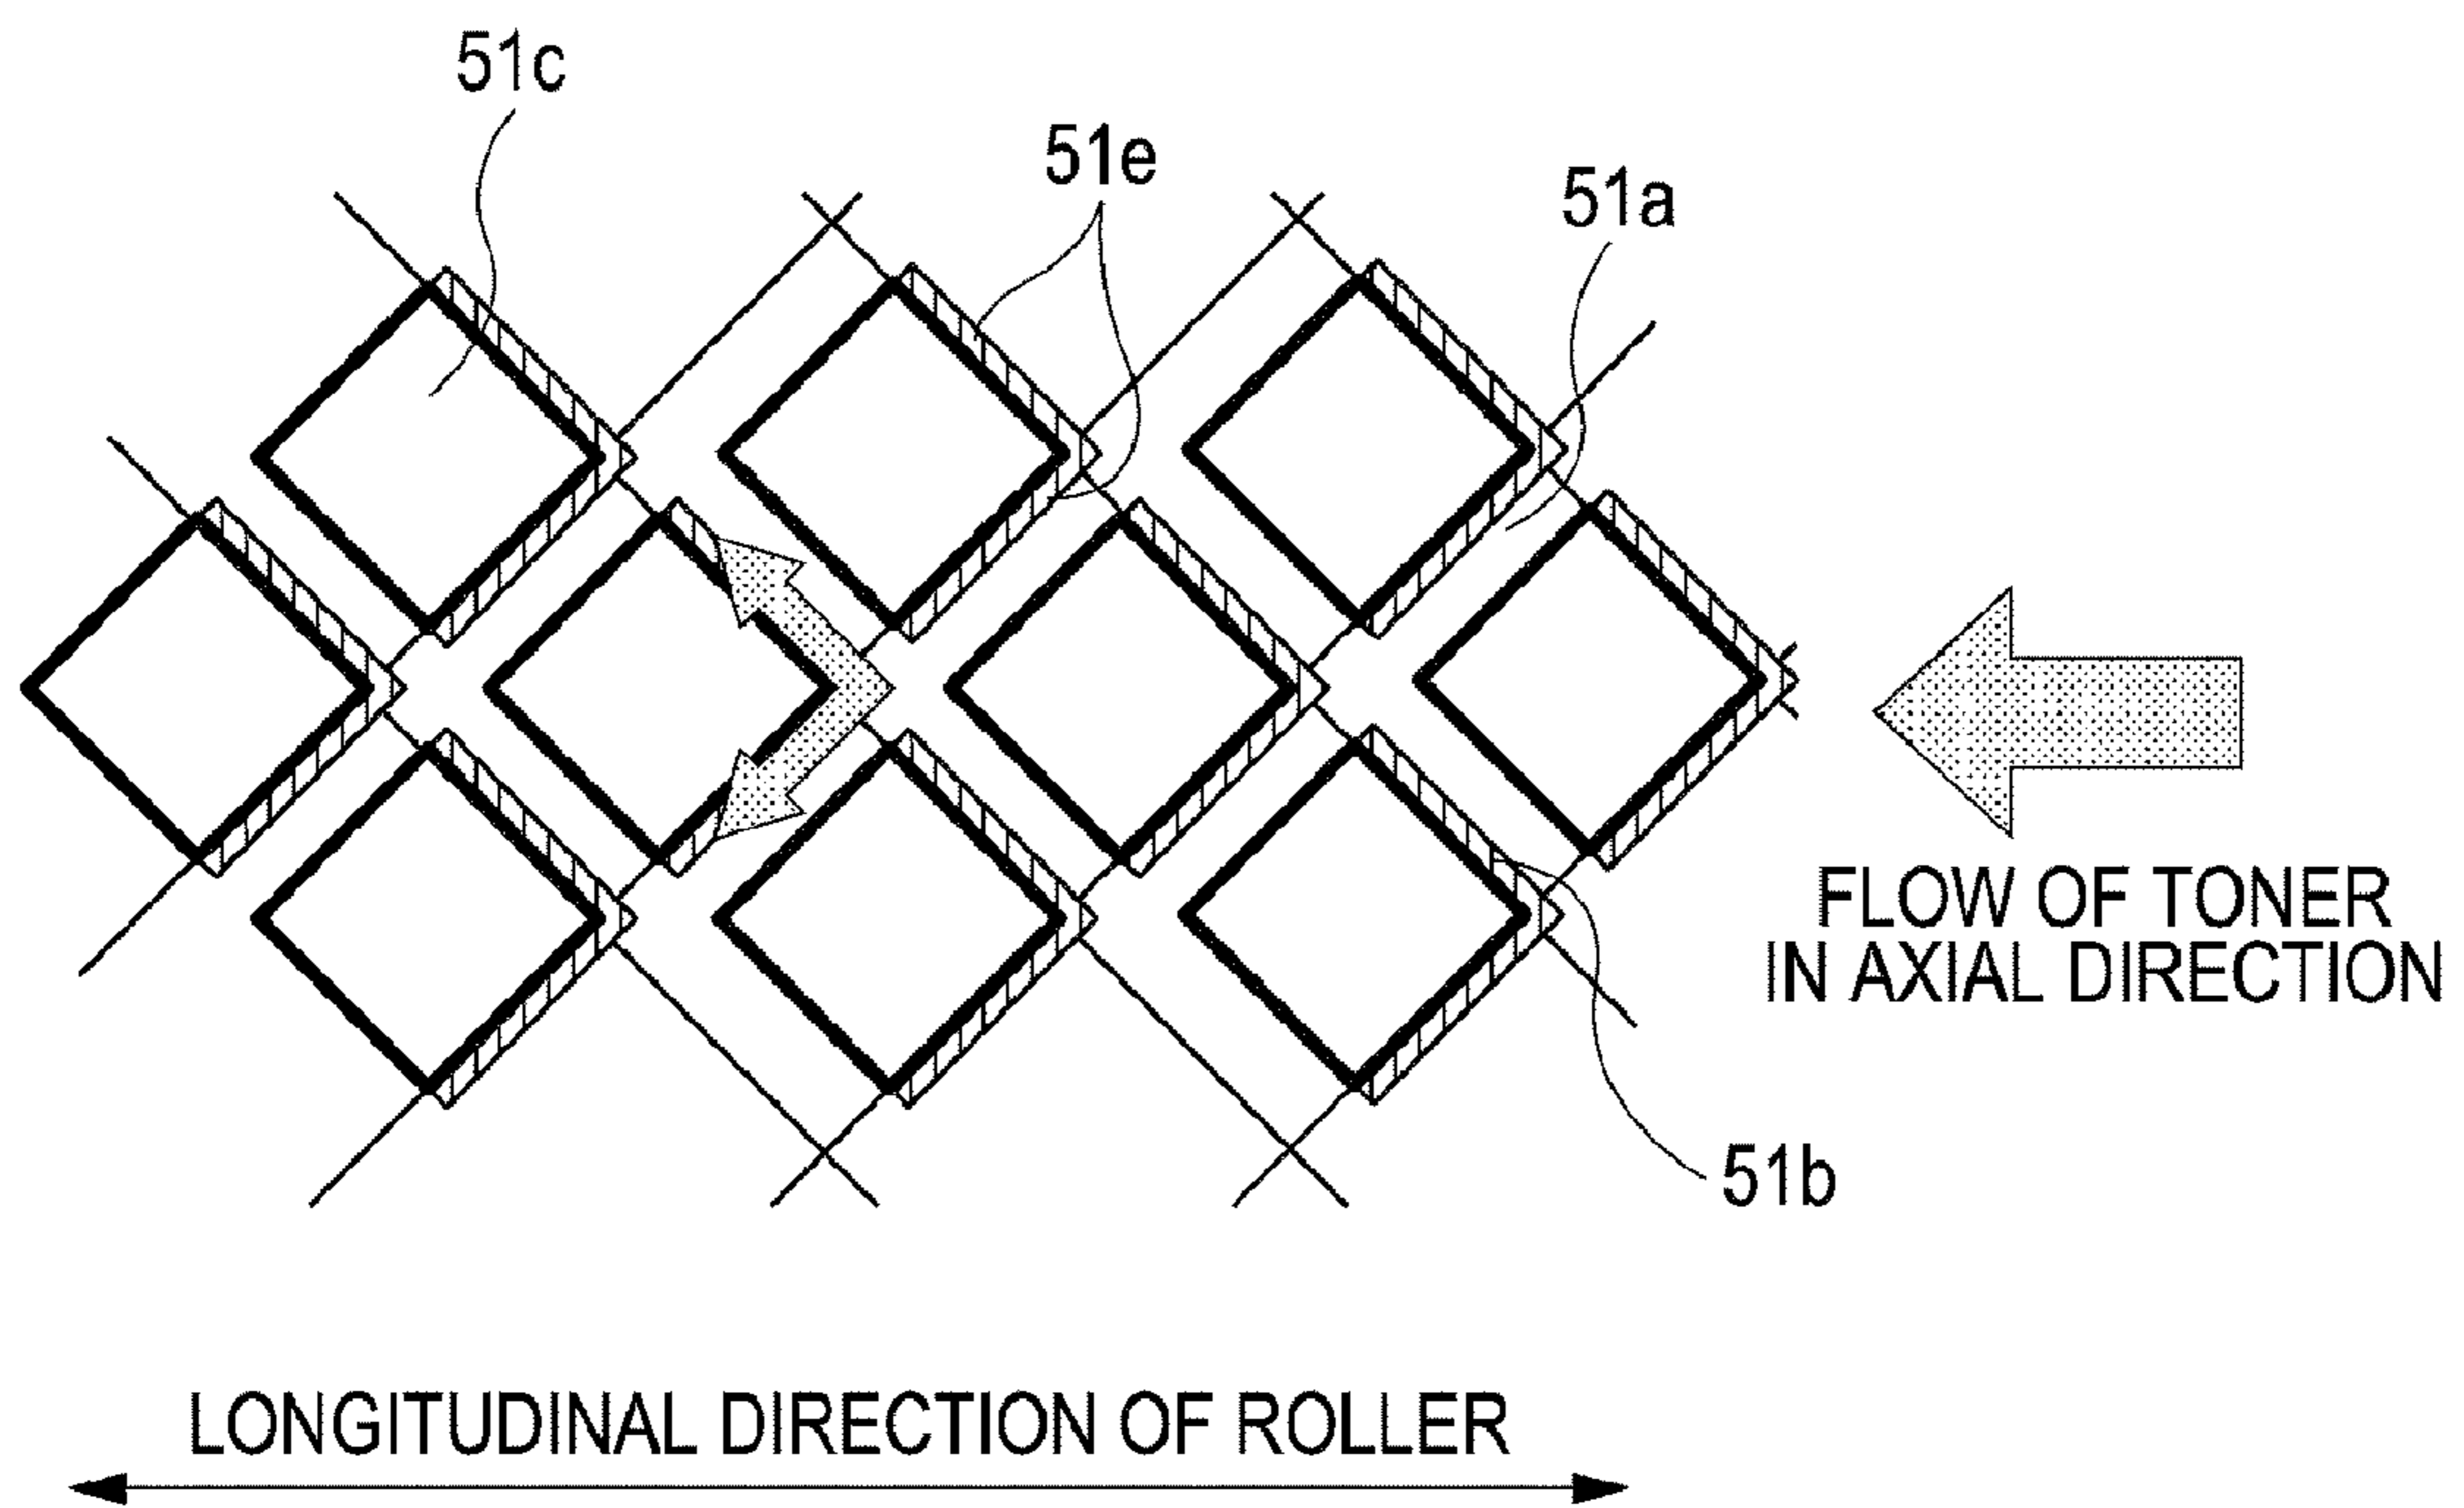 51c
51e
51a
FLOW OF TONER
IN AXIAL DIRECTION
51b
LONGITUDINAL DIRECTION OF ROLLER